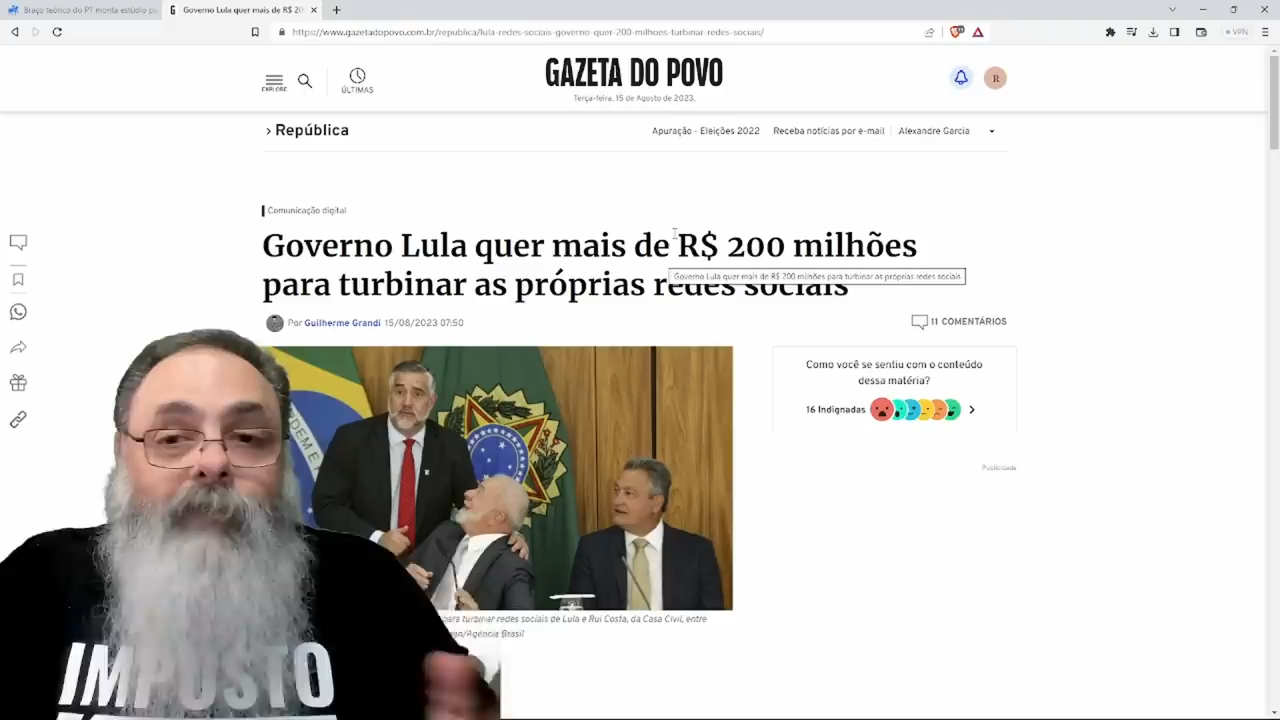 Braço teórico do PT monta estúdio pa
Governo Lula quer mais de R$ 20
https://www.gazetadopovo.com.br/republica/lula-redes-sociais-governo-quer-200-milhoes-turbinar-redes-sociais/
VPN
EXPLORE
ÚLTIMAS
GAZETA DO POVO
Terça-feira, 15 de Agosto de 2023.
R
República
Apuração - Eleições 2022
Receba notícias por e-mail
Alexandre Garcia
Comunicação digital
Governo Lula quer mais de R$ 200 milhões
para turbinar as próprias redes sociais
Governo Lula quer mais de R$ 200 milhões para turbinar as próprias redes sociais
Por Guilherme Grandi 15/08/2023 07:50
11 COMENTÁRIOS
Como você se sentiu com o conteúdo
dessa matéria?
16 Indignadas
Publicidade
DEM E
para turbinar redes sociais de Lula e Rui Costa, da Casa Civil, entre
/Agência Brasil
IMPOSTO